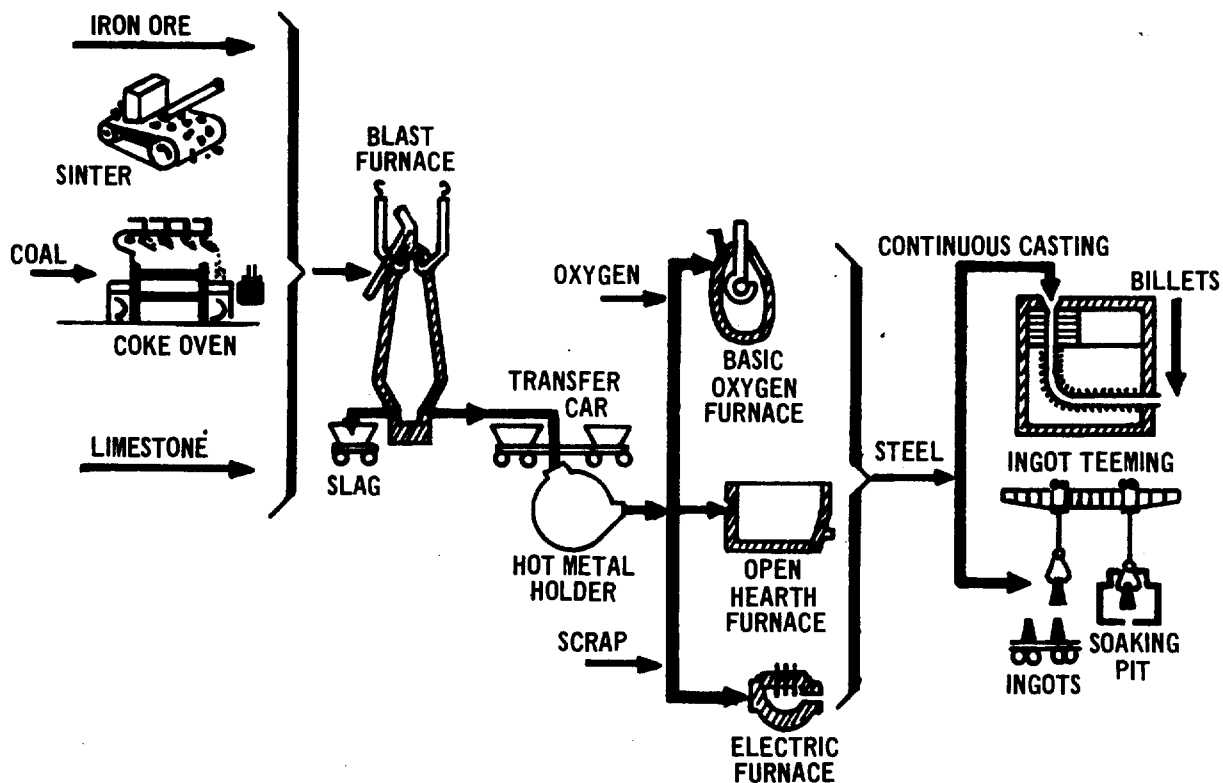 IRON ORE
SINTER
COAL
COKE OVEN
LIMESTONE
BLAST
FURNACE
SLAG
TRANSFER
CAR
HOT METAL
HOLDER
OXYGEN
SCRAP
BASIC
OXYGEN
FURNACE
OPEN
HEARTH
FURNACE
ELECTRIC
FURNACE
STEEL
CONTINUOUS CASTING
BILLETS
INGOT TEEMING
INGOTS
SOAKING
PIT